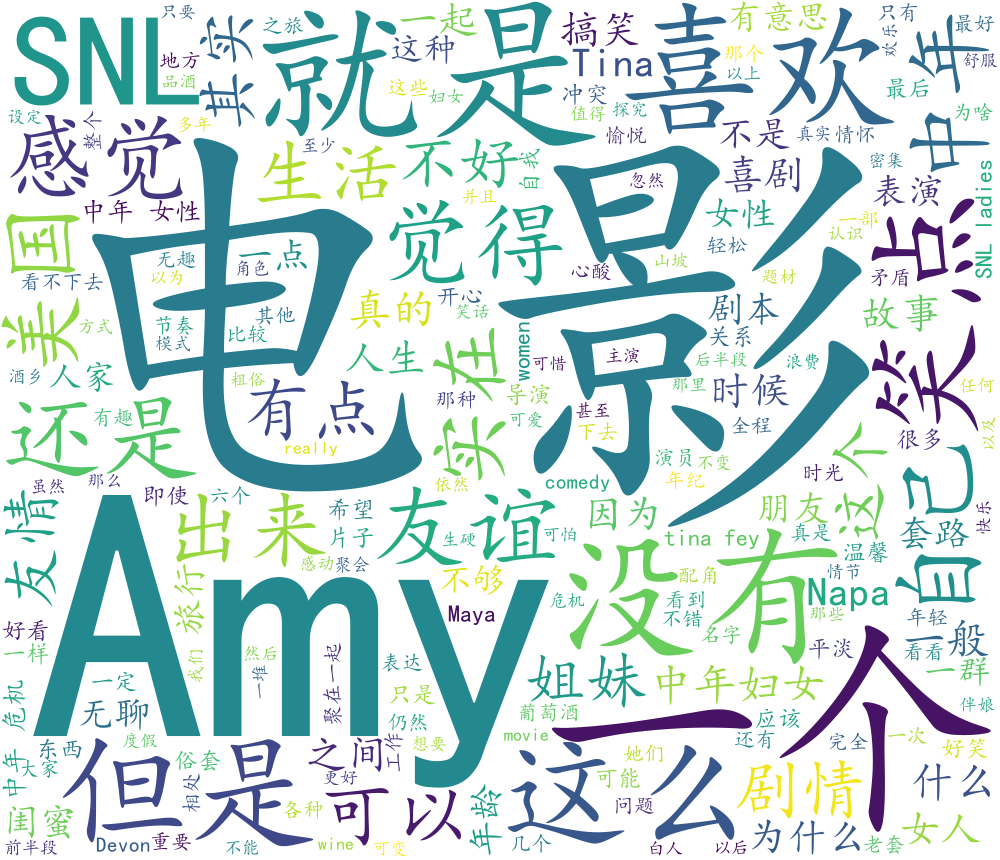 SNL
地方
品酒
其实
之旅
就是
这种
一起
搞笑
Tina
冲突
喜欢
有意思
那个
以上
只有
欢乐
年
最后
最好
舒服
为啥
只要
设定
整个
多年
这些
妇女
值得
探究
愉悦
不是
真实情怀
中
密集
SNL ladies
感觉
至少
生活
不好
自我
并且
忽然
喜剧
表演
点
中年 女性
美国
看不下去
方式
酒乡
人家
电影
无趣
以为
一点
角色
节奏
模式
其他
比较
粗俗
觉得
心酸
真的
开心
笑话
人生
那种
women
可惜
导演
可爱
实在
依然
really
有点
女性
轻松
山坡
一部
认识
题材
矛盾
剧本
关系
故事
后半段
浪费
主演
那里
甚至
下去
时候
全程
笑
任何
以及
很多
演员
不变
年纪
时光
这个
自己
快乐
comedy
还是
有趣
虽然
那么
即使
六个
友情
出来
希望
片子
友谊
生硬
可怕
感动
聚会
因为
朋友
真是
套路
tina fey
温馨
情节
没有
配角
危机
看到
不错
名字
那些
Napa
年轻
看看
一般
平淡
一群
伴娘
不够
Maya
旅行
好看
一样
危机
Amy
我们
然后
一堆
聚在一起
表达
只是
仍然
想要
姐妹
中年妇女
葡萄酒
movie
应该
还有
一个
完全
一次
好笑
一定
无聊
中年
东西
大家
度假
俗套
但是
之间
工作
更好
相处
各种
可以
闺蜜
前半段
Devon
重要
不能
wine
可变
年龄
几个
这么
她们
可能
问题
白人
剧情
以后
为什么
什么
老套
女人